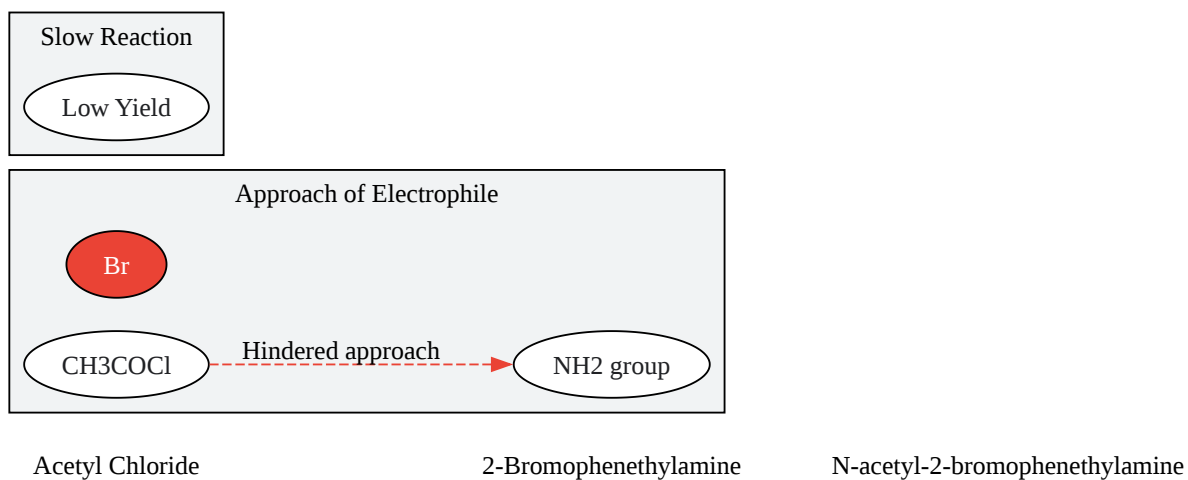 Slow Reaction
Low Yield
Approach of Electrophile
Br
CH3COCl
Hindered approach
NH2 group
Acetyl Chloride
2-Bromophenethylamine
N-acetyl-2-bromophenethylamine